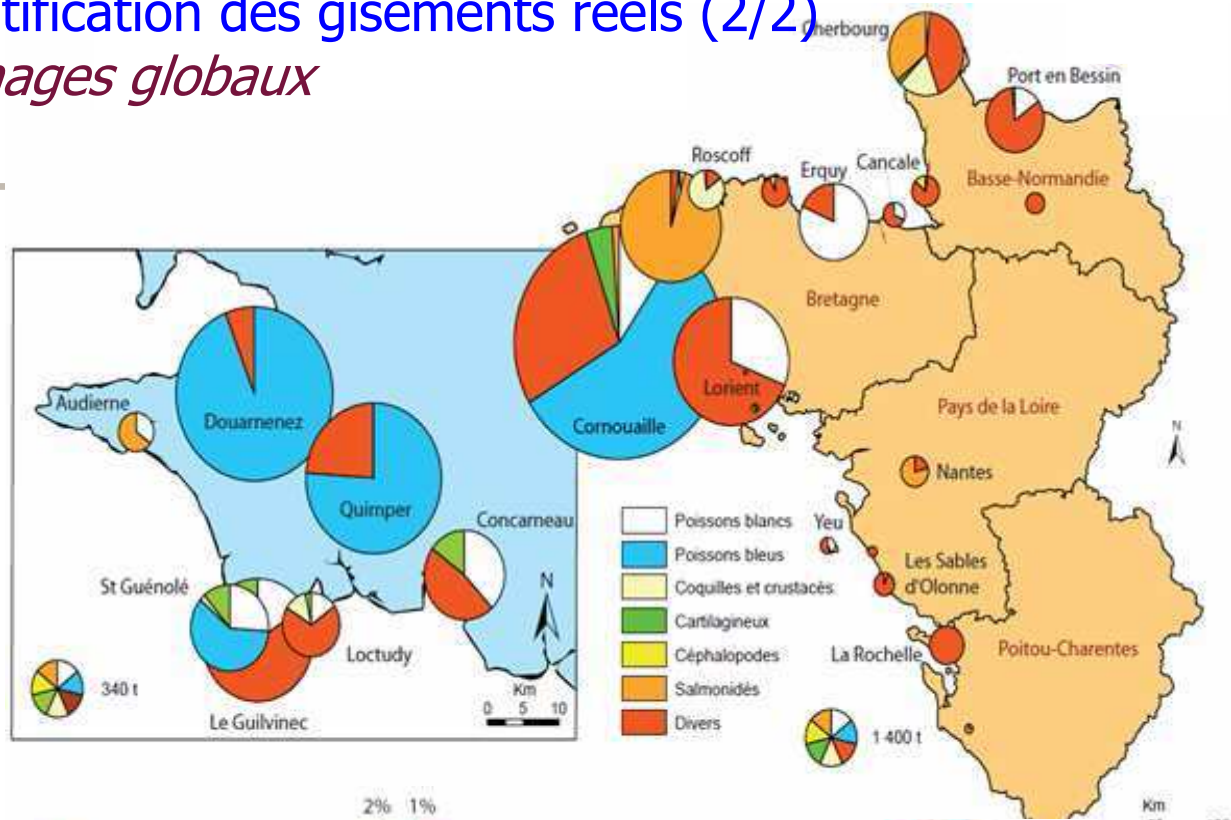 tification des gisements réels (2/2)
nages globaux
Cherbourg
Port en Bessin
Roscoff
Erquy
Cancale
Basse-Normandie
Bretagne
Audierne
Douarnenez
Lorient
Cornouaille
Pays de la Loire
N
Quimper
Nantes
Concarneau
Poissons blancs
Yeu
Poissons bleus
Les Sables
d'Olonne
St Guénolé
N
Coquilles et crustacés
Cartilagineux
Loctudy
Céphalopodes
La Rochelle
Poitou-Charentes
340 t
Km
0 5 10
Salmonidés
Le Guilvinec
Divers
1 400 t
2% 1%
Km